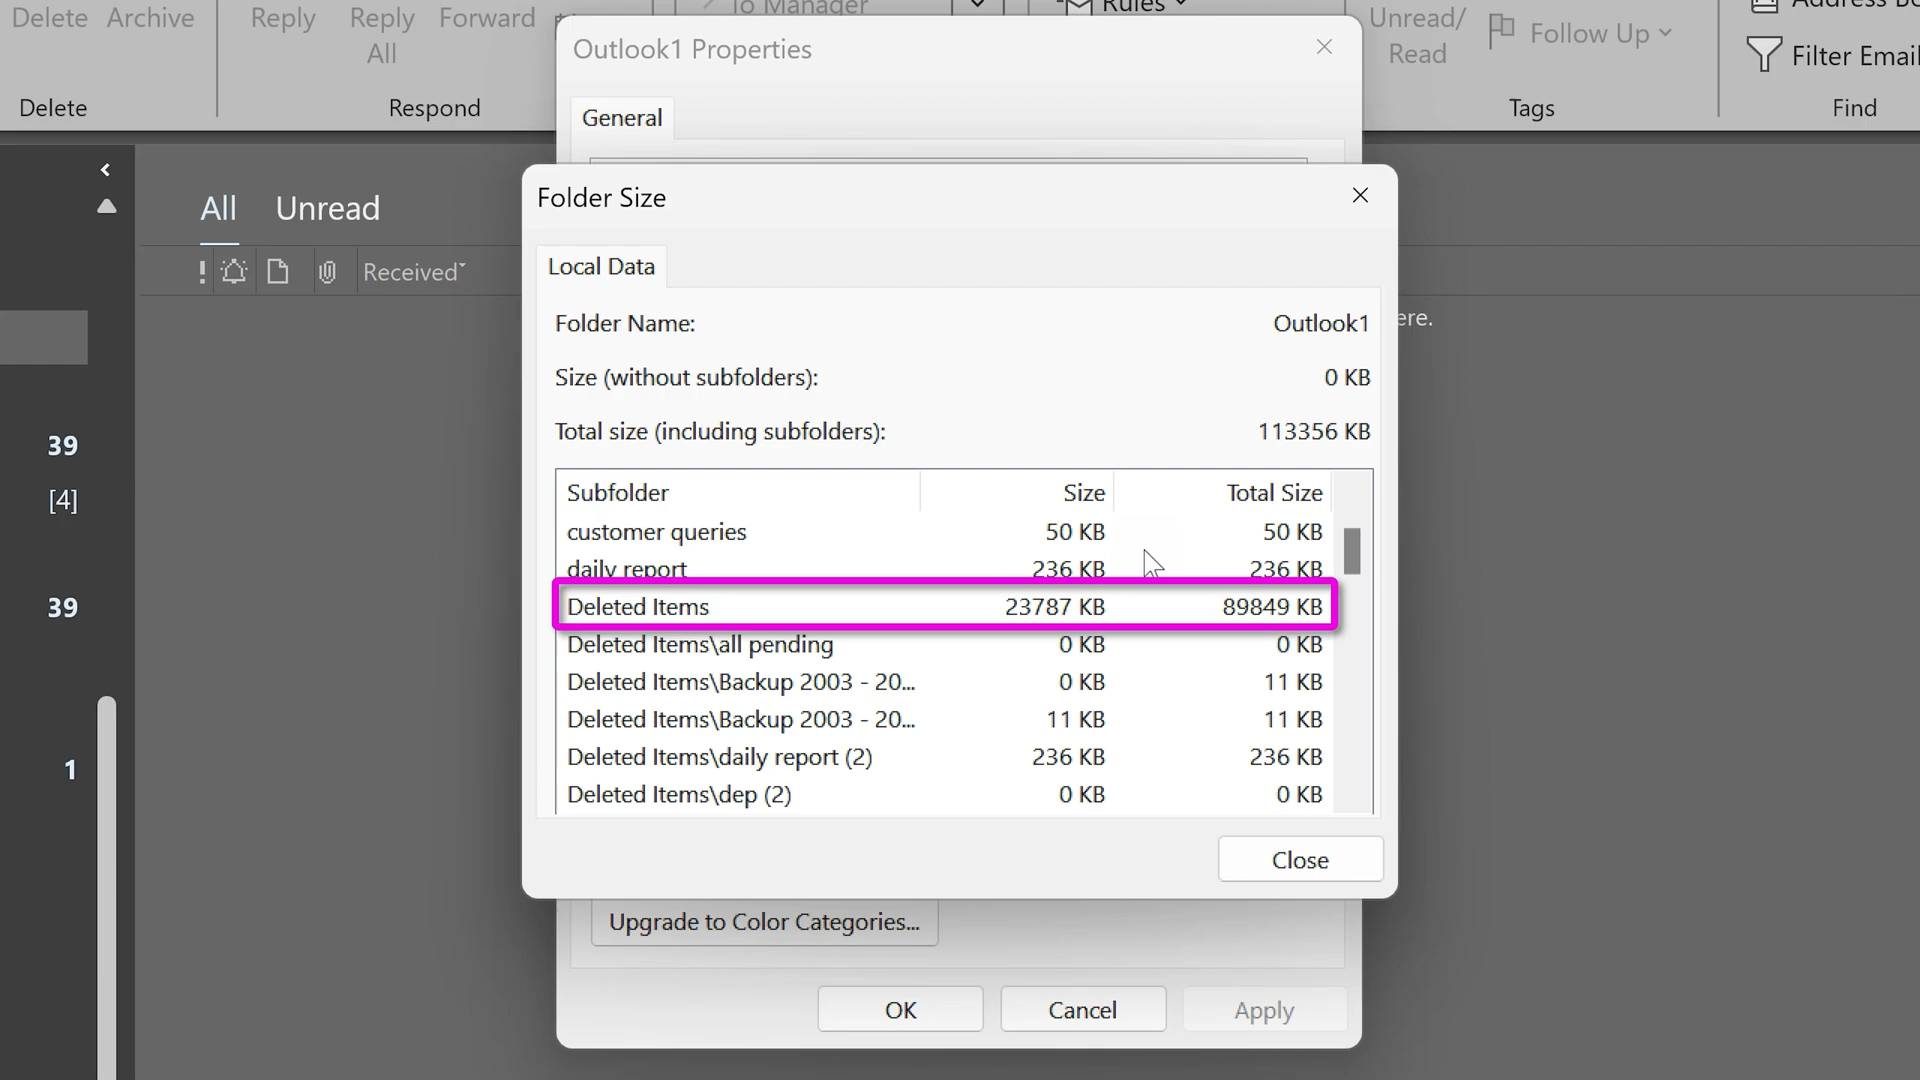 Delete Archive
Reply Reply All Forward
To Manager
Rules
Unread/ Read
Follow Up
Filter Email
Delete
Respond
Tags
Find
Outlook1 Properties
General
All Unread
! Received
39
[4]
39
1
ere.
Folder Size
Local Data
Folder Name: Outlook1
Size (without subfolders): 0 KB
Total size (including subfolders): 113356 KB
Subfolder Size Total Size
customer queries 50 KB 50 KB
daily report 236 KB 236 KB
Deleted Items 23787 KB 89849 KB
Deleted Items\all pending 0 KB 0 KB
Deleted Items\Backup 2003 - 20... 0 KB 11 KB
Deleted Items\Backup 2003 - 20... 11 KB 11 KB
Deleted Items\daily report (2) 236 KB 236 KB
Deleted Items\dep (2) 0 KB 0 KB
Close
Upgrade to Color Categories...
OK Cancel Apply